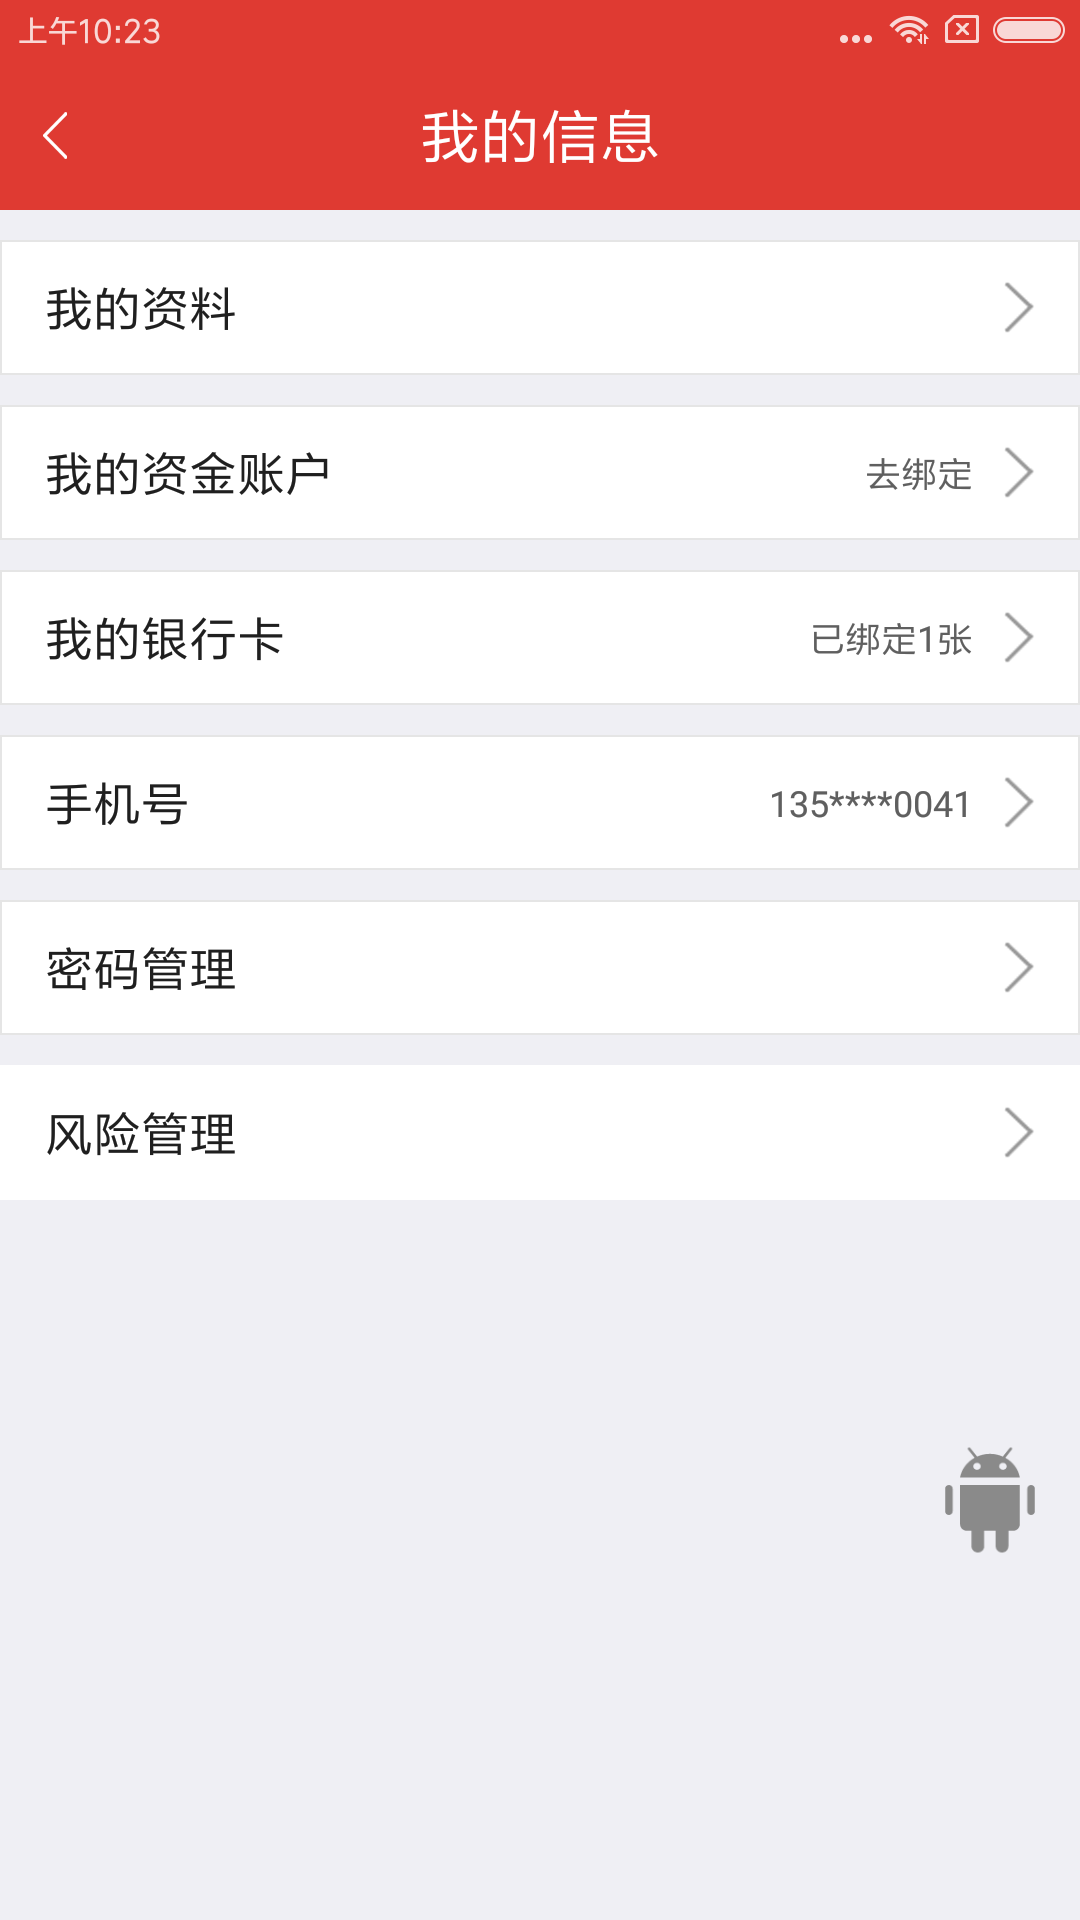 上午10:23
我的信息
我的资料
我的资金账户 去绑定
我的银行卡 已绑定1张
手机号 135****0041
密码管理
风险管理